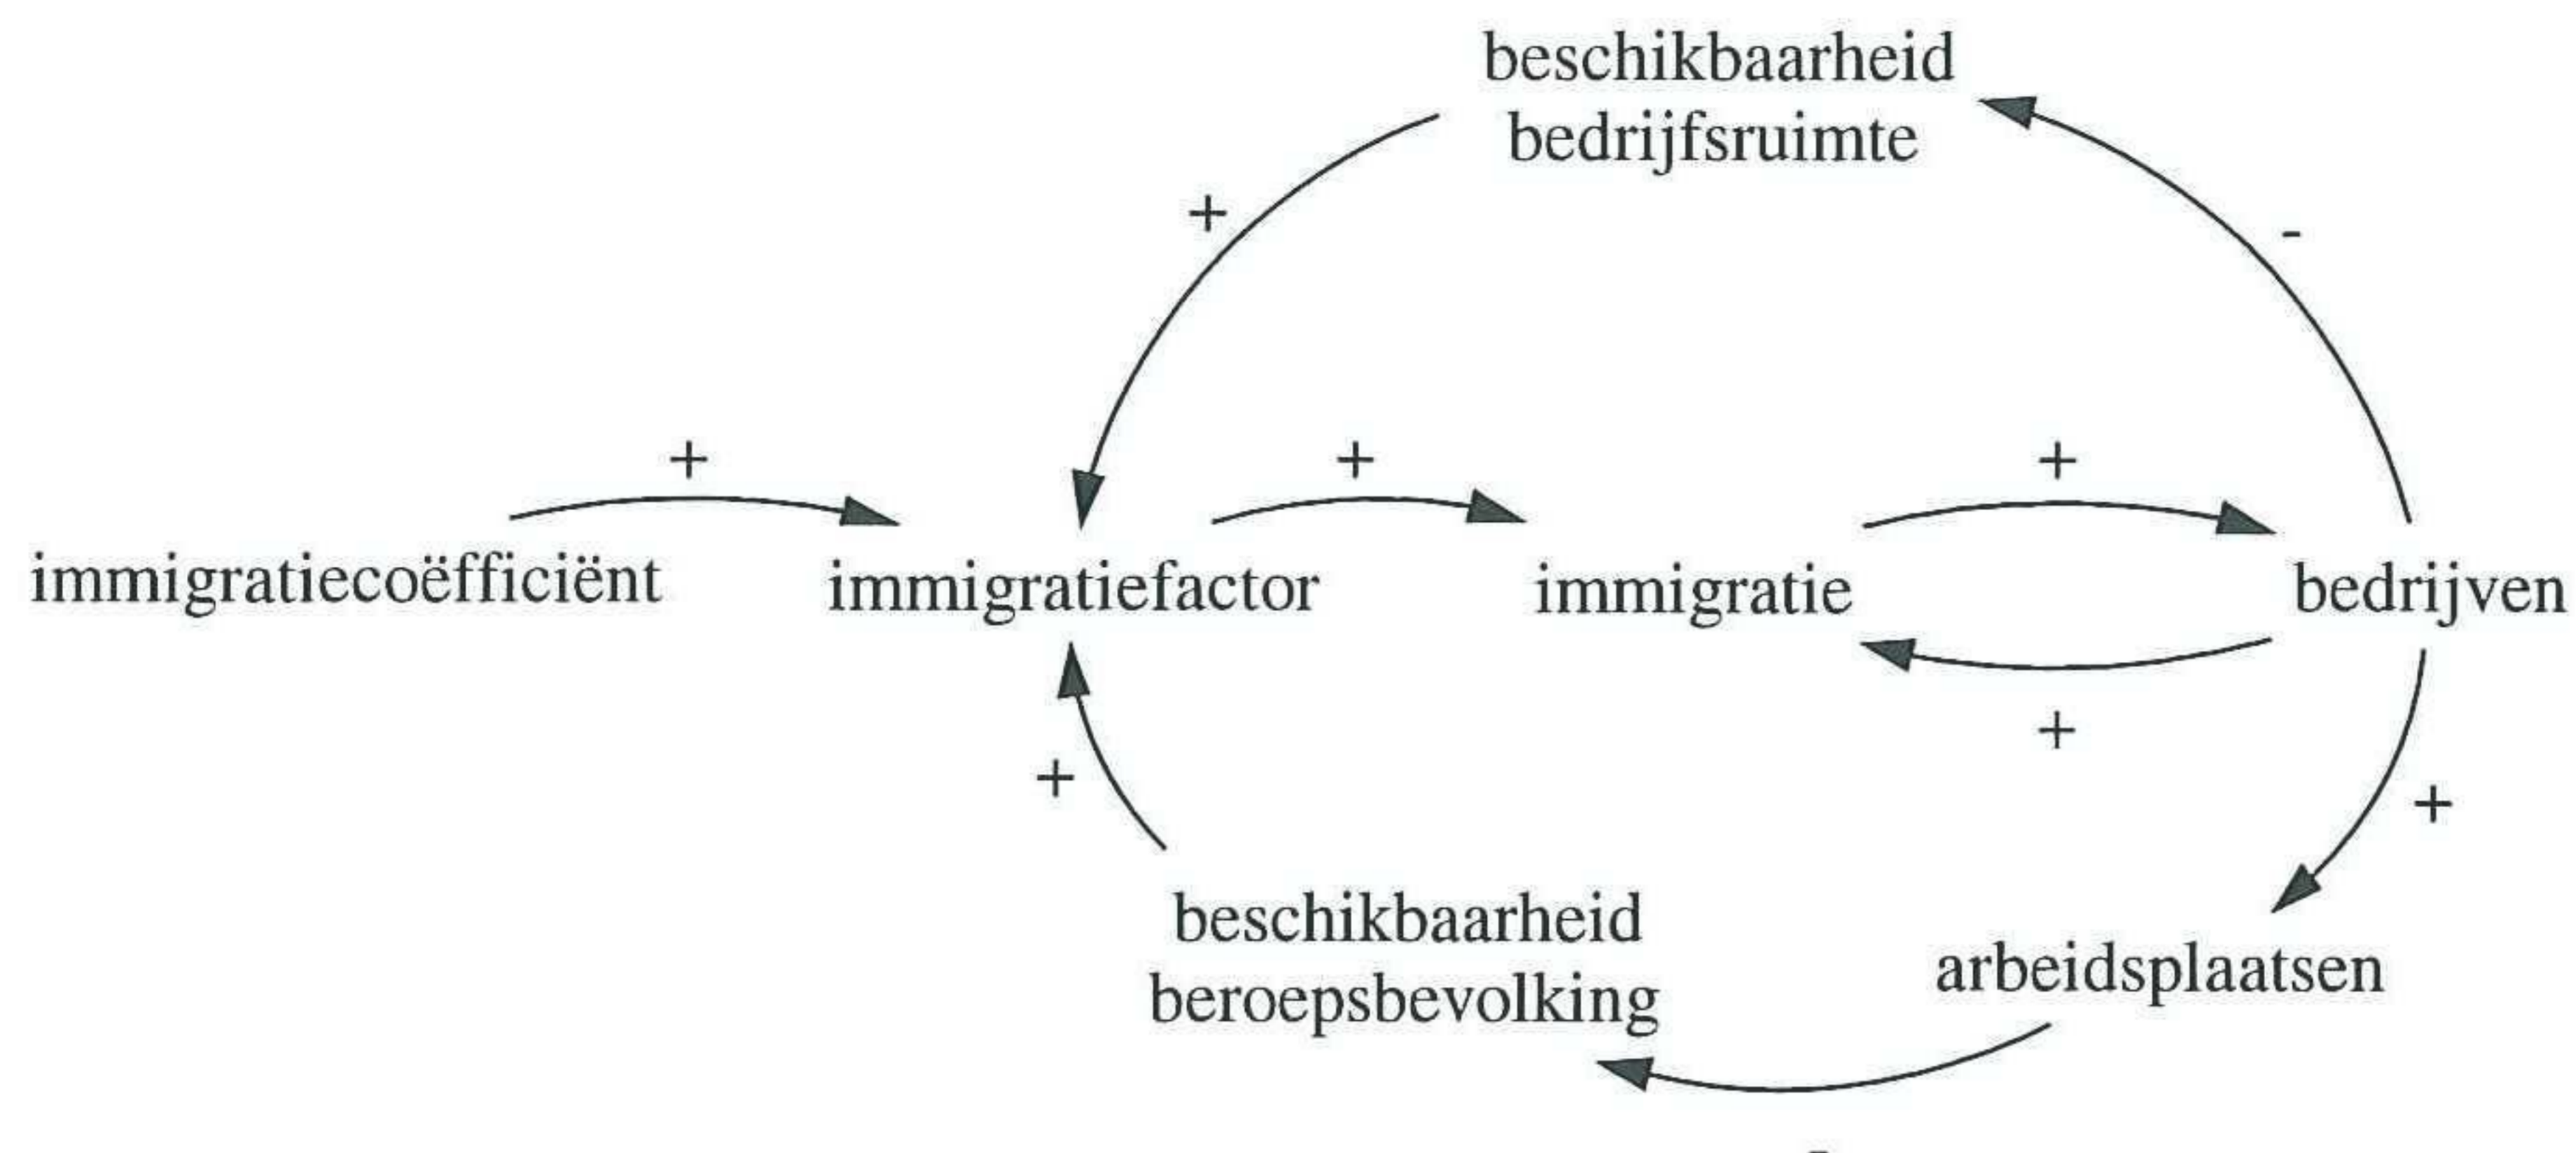 beschikbaarheid
bedrijfsruimte
+
-
+
+
+
immigratiecoëfficiënt
immigratiefactor
immigratie
bedrijven
+
+
+
beschikbaarheid
beroepsbevolking
arbeidsplaatsen
-